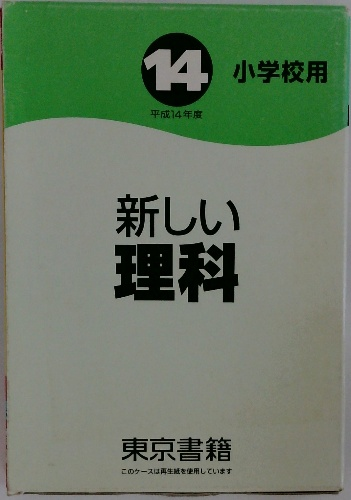 14
小学校用
平成14年度
新しい
理科
東京書籍
このケースは再生紙を使用しています